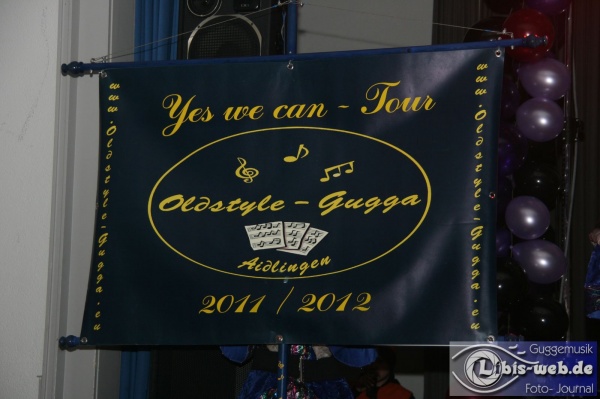 Yes we can - Tour
www.Oldstyle-Gugga.eu
Oldstyle - Gugga
Aidlingen
2011 / 2012
www.Oldstyle-Gugga.eu
Guggemusik
Ibis-web.de
Foto- Journal